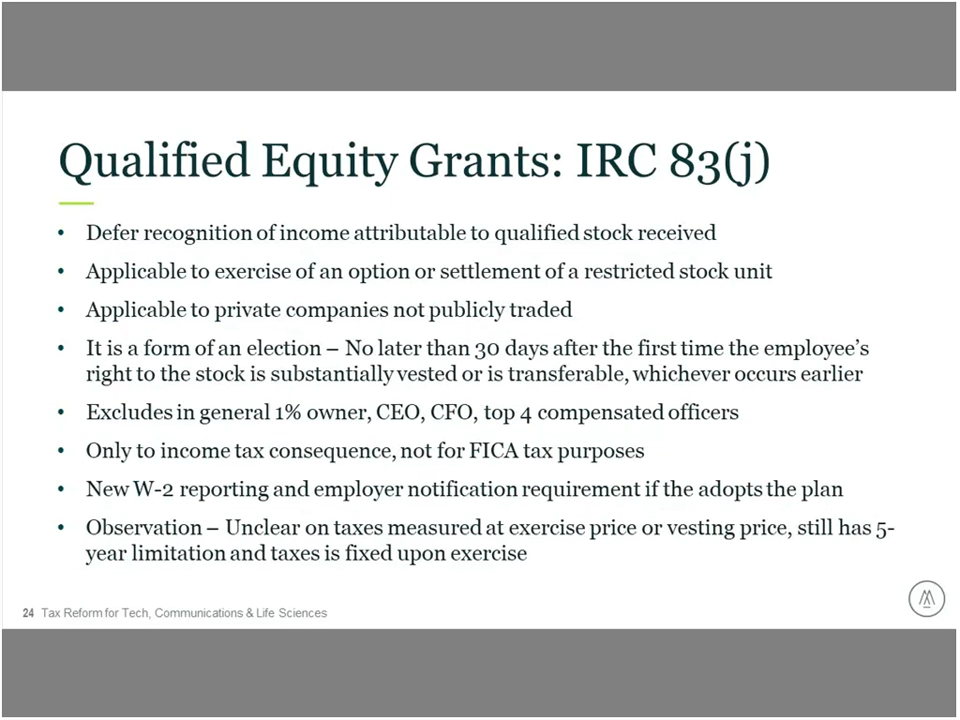 Qualified Equity Grants: IRC 83(j)
• Defer recognition of income attributable to qualified stock received
• Applicable to exercise of an option or settlement of a restricted stock unit
• Applicable to private companies not publicly traded
• It is a form of an election – No later than 30 days after the first time the employee's
right to the stock is substantially vested or is transferable, whichever occurs earlier
• Excludes in general 1% owner, CEO, CFO, top 4 compensated officers
• Only to income tax consequence, not for FICA tax purposes
• New W-2 reporting and employer notification requirement if the adopts the plan
• Observation – Unclear on taxes measured at exercise price or vesting price, still has 5-
year limitation and taxes is fixed upon exercise
24 Tax Reform for Tech, Communications & Life Sciences